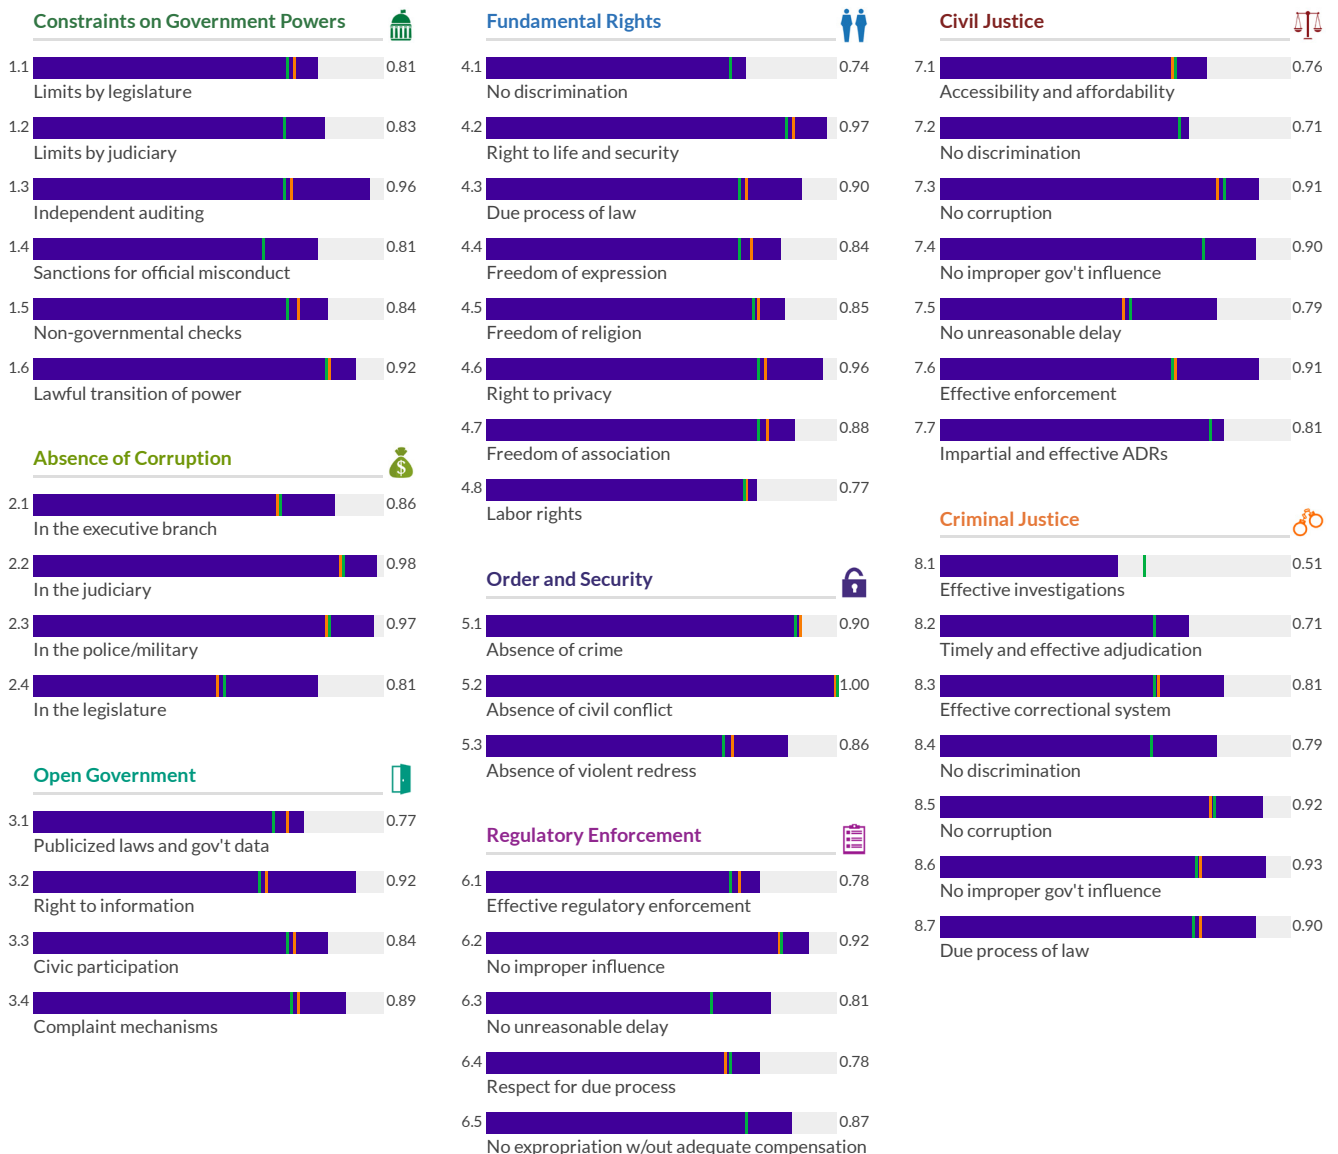 Constraints on Government Powers
1.1 0.81
Limits by legislature
1.2 0.83
Limits by judiciary
1.3 0.96
Independent auditing
1.4 0.81
Sanctions for official misconduct
1.5 0.84
Non-governmental checks
1.6 0.92
Lawful transition of power
Absence of Corruption
$
2.1 0.86
In the executive branch
2.2 0.98
In the judiciary
2.3 0.97
In the police/military
2.4 0.81
In the legislature
Open Government
3.1 0.77
Publicized laws and gov't data
3.2 0.92
Right to information
3.3 0.84
Civic participation
3.4 0.89
Complaint mechanisms
Fundamental Rights
4.1 0.74
No discrimination
4.2 0.97
Right to life and security
4.3 0.90
Due process of law
4.4 0.84
Freedom of expression
4.5 0.85
Freedom of religion
4.6 0.96
Right to privacy
4.7 0.88
Freedom of association
4.8 0.77
Labor rights
Order and Security
5.1 0.90
Absence of crime
5.2 1.00
Absence of civil conflict
5.3 0.86
Absence of violent redress
Regulatory Enforcement
6.1 0.78
Effective regulatory enforcement
6.2 0.92
No improper influence
6.3 0.81
No unreasonable delay
6.4 0.78
Respect for due process
6.5 0.87
No expropriation w/out adequate compensation
Civil Justice
7.1 0.76
Accessibility and affordability
7.2 0.71
No discrimination
7.3 0.91
No corruption
7.4 0.90
No improper gov't influence
7.5 0.79
No unreasonable delay
7.6 0.91
Effective enforcement
7.7 0.81
Impartial and effective ADRs
Criminal Justice
8.1 0.51
Effective investigations
8.2 0.71
Timely and effective adjudication
8.3 0.81
Effective correctional system
8.4 0.79
No discrimination
8.5 0.92
No corruption
8.6 0.93
No improper gov't influence
8.7 0.90
Due process of law